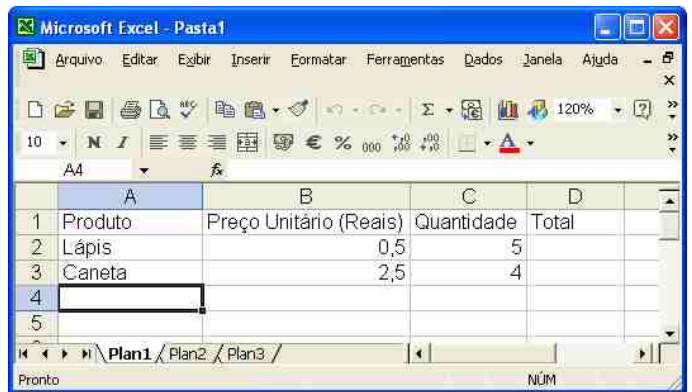 Microsoft Excel - Pasta1
Arquivo Editar Exibir Inserir Formatar Ferramentas Dados Janela Ajuda
ABC Σ 120% ?
10 N I € % 000 ,00 A
A4 fx
A B C D
1 Produto Preço Unitário (Reais) Quantidade Total
2 Lápis 0,5 5
3 Caneta 2,5 4
4
5
Plan1 / Plan2 / Plan3 /
Pronto NÚM